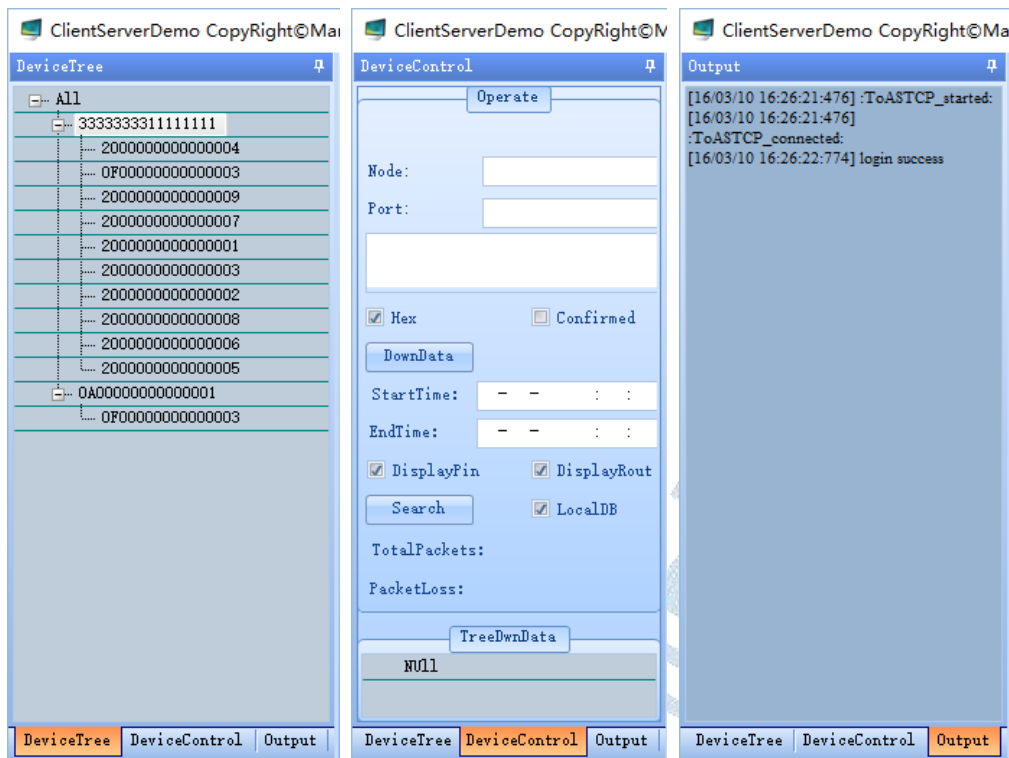 ClientServerDemo CopyRight©Mar
DeviceTree
All
3333333311111111
2000000000000004
0F00000000000003
2000000000000009
2000000000000007
2000000000000001
2000000000000003
2000000000000002
2000000000000008
2000000000000006
2000000000000005
0A00000000000001
0F00000000000003
DeviceTree DeviceControl Output
ClientServerDemo CopyRight©M
DeviceControl
Operate
Node:
Port:
Hex Confirmed
DownData
StartTime: - - : :
EndTime: - - : :
DisplayPin DisplayRout
Search LocalDB
TotalPackets:
PacketLoss:
TreeDwnData
NUll
DeviceTree DeviceControl Output
ClientServerDemo CopyRight©Ma
Output
[16/03/10 16:26:21:476] :ToASTCP_started:
[16/03/10 16:26:21:476]
:ToASTCP_connected:
[16/03/10 16:26:22:774] login success
DeviceTree DeviceControl Output